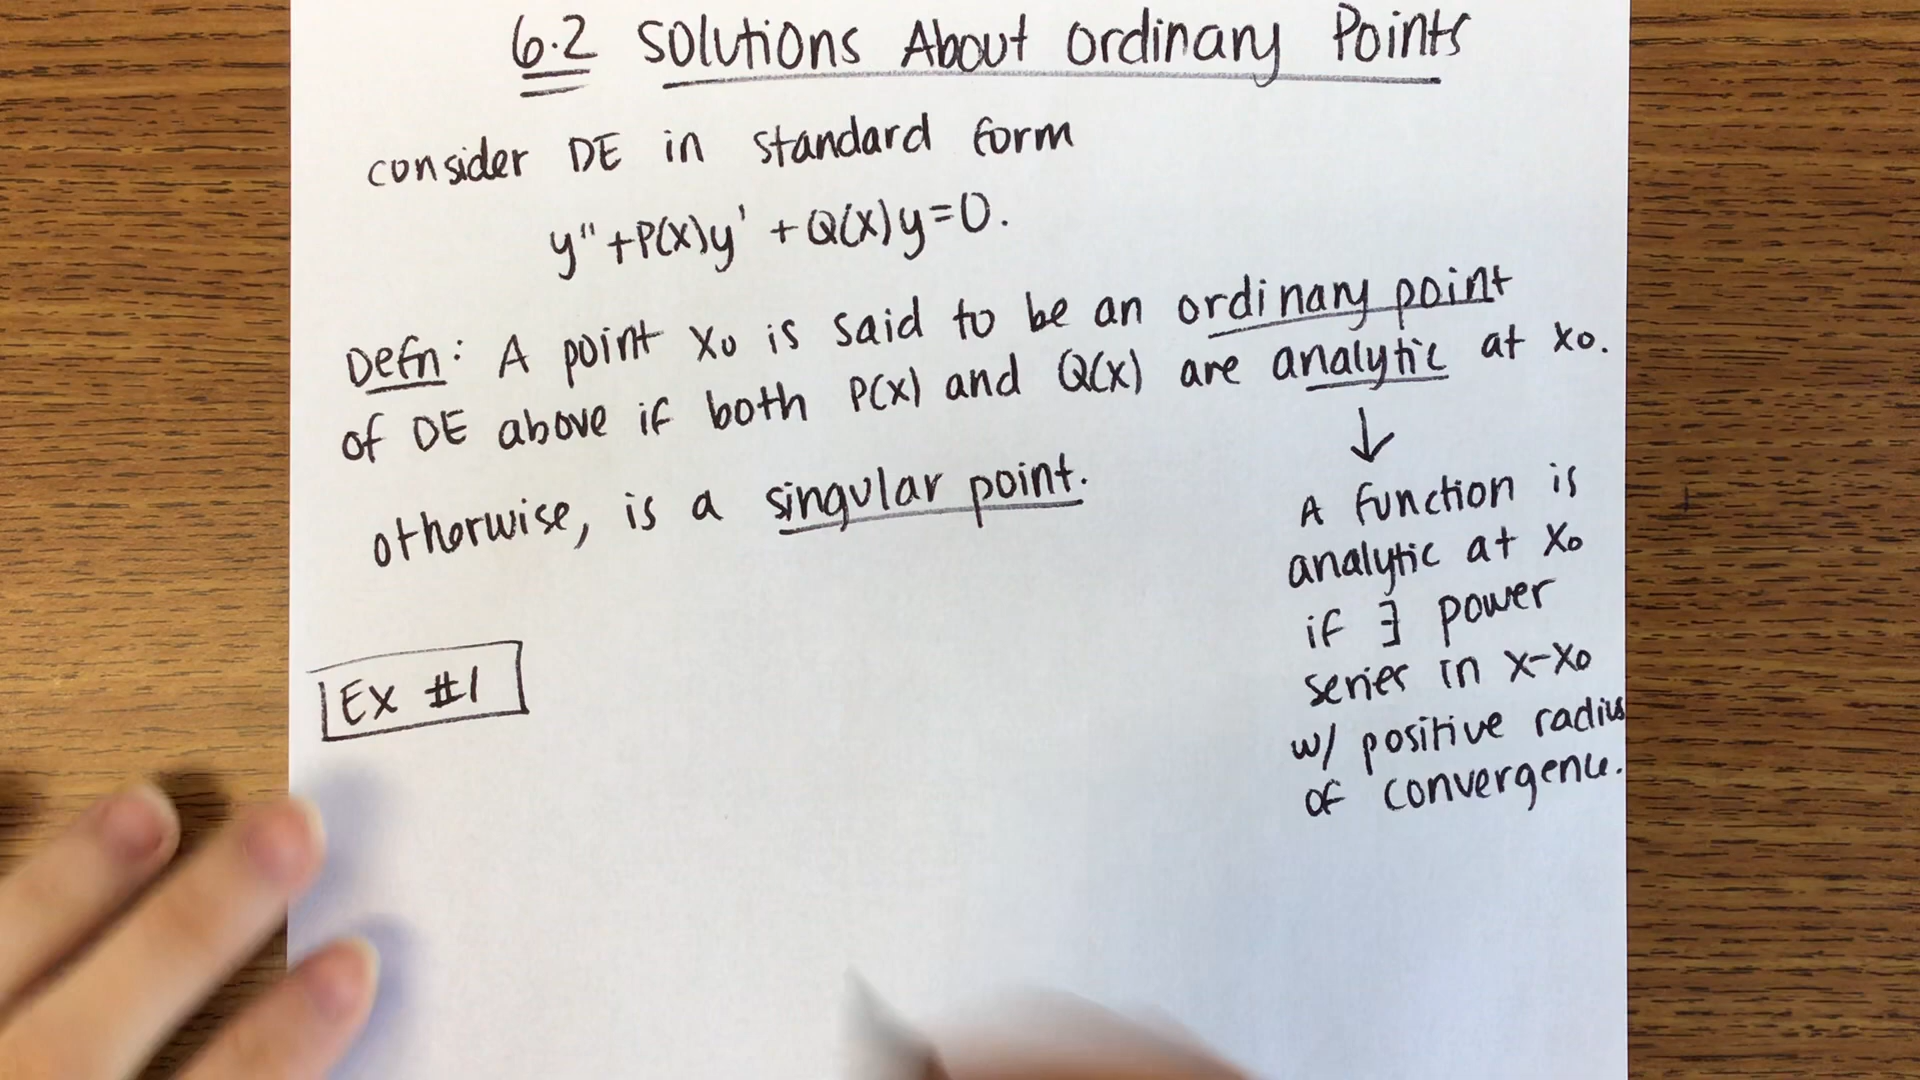 6.2 Solutions About Ordinary Points
consider DE in standard form
y"+P(x)y' +Q(x)y=0.
Defn: A point x₀ is said to be an ordinary point
of DE above if both P(x) and Q(x) are analytic at x₀.
otherwise, is a singular point.
↓
A function is
analytic at x₀
if ∃ power
series in x-x₀
w/ positive radius
of convergence.
Ex #1